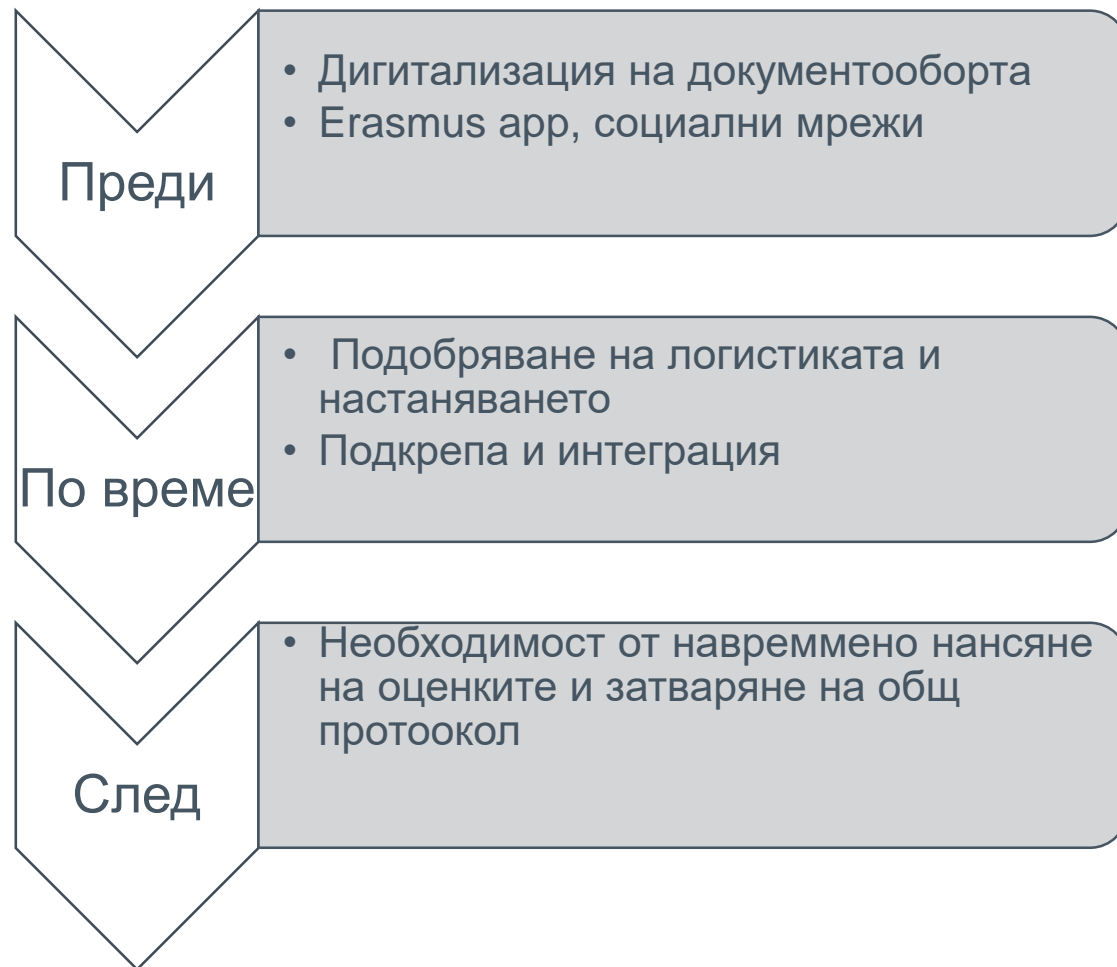 Преди
• Дигитализация на документооборта
• Erasmus app, социални мрежи
По време
• Подобряване на логистиката и
настаняването
• Подкрепа и интеграция
След
• Необходимост от навреммено нансяне
на оценките и затваряне на общ
протоокол